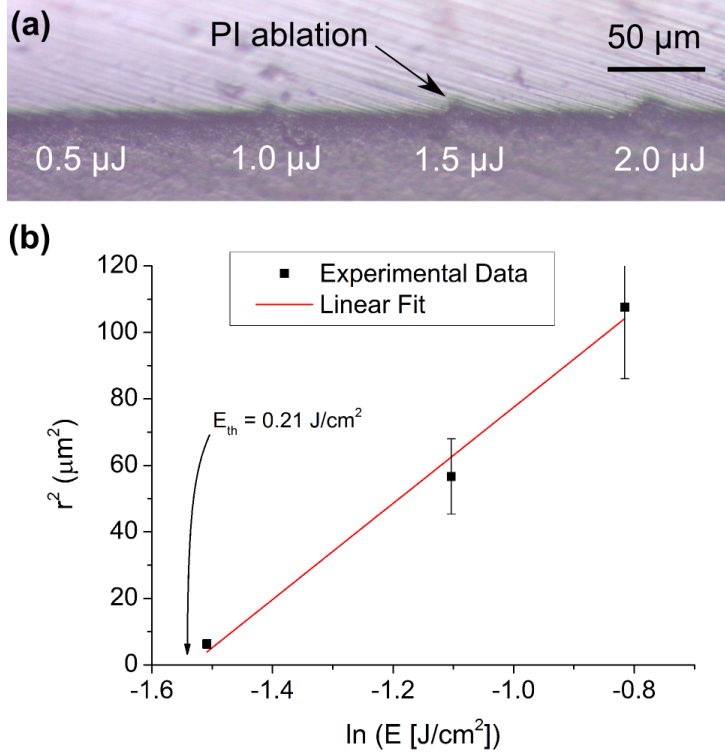 (a)
PI ablation
50 µm
0.5 µJ 1.0 µJ 1.5 µJ 2.0 µJ
(b)
Experimental Data
Linear Fit
E_th = 0.21 J/cm²
r² (µm²)
120
100
80
60
40
20
0
-1.6 -1.4 -1.2 -1.0 -0.8
ln (E [J/cm²])